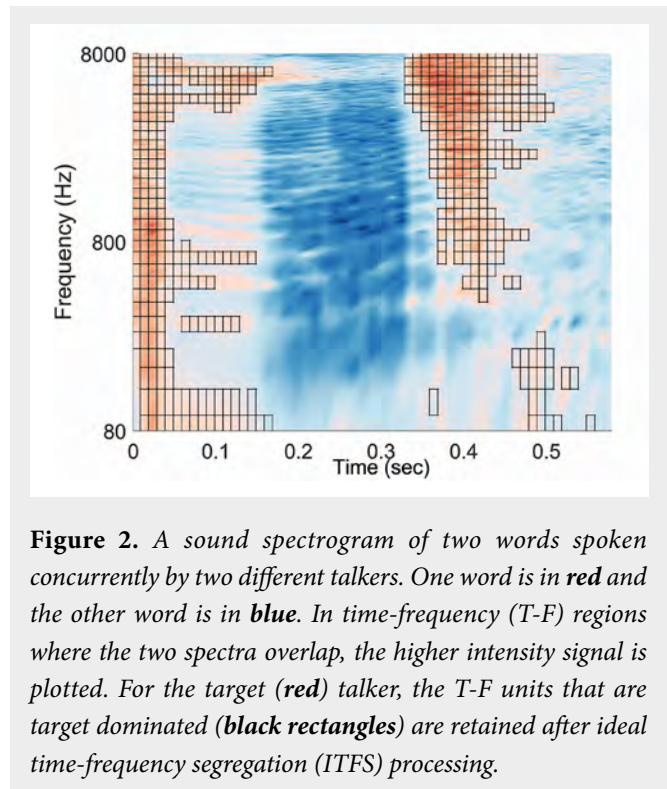 8000
800
80
Frequency (Hz)
0 0.1 0.2 0.3 0.4 0.5
Time (sec)
Figure 2. A sound spectrogram of two words spoken
concurrently by two different talkers. One word is in red and
the other word is in blue. In time-frequency (T-F) regions
where the two spectra overlap, the higher intensity signal is
plotted. For the target (red) talker, the T-F units that are
target dominated (black rectangles) are retained after ideal
time-frequency segregation (ITFS) processing.